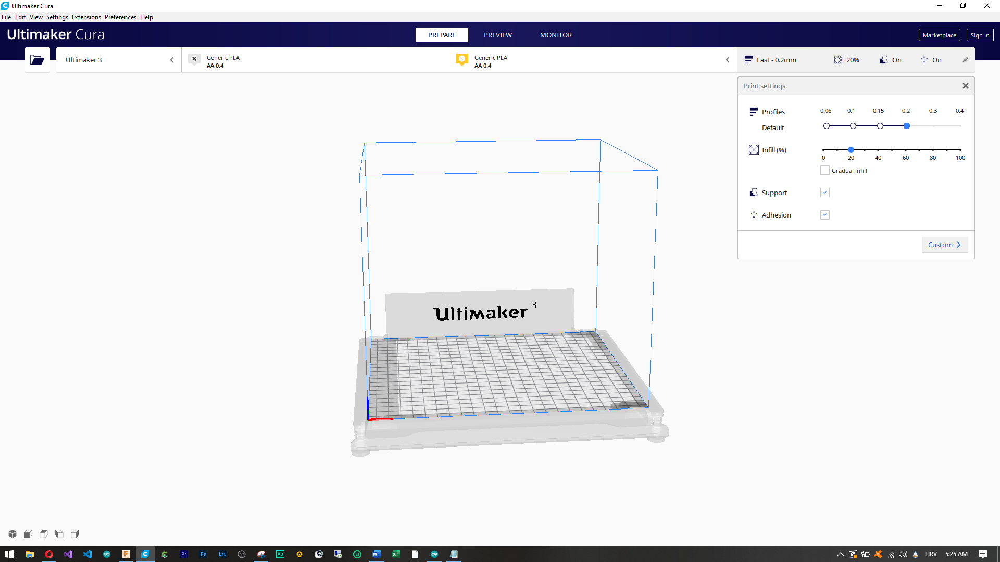 Ultimaker Cura
File Edit View Settings Extensions Preferences Help
Ultimaker Cura
PREPARE PREVIEW MONITOR
Marketplace Sign in
Ultimaker 3
Generic PLA
AA 0.4
2
Generic PLA
AA 0.4
Fast - 0.2mm 20% On On
Print settings
Profiles 0.06 0.1 0.15 0.2 0.3 0.4
Default
Infill (%)
0 20 40 60 80 100
Gradual infill
Support
Adhesion
Custom
Ultimaker 3
Pr Ps Lrc Au
HRV 5:25 AM